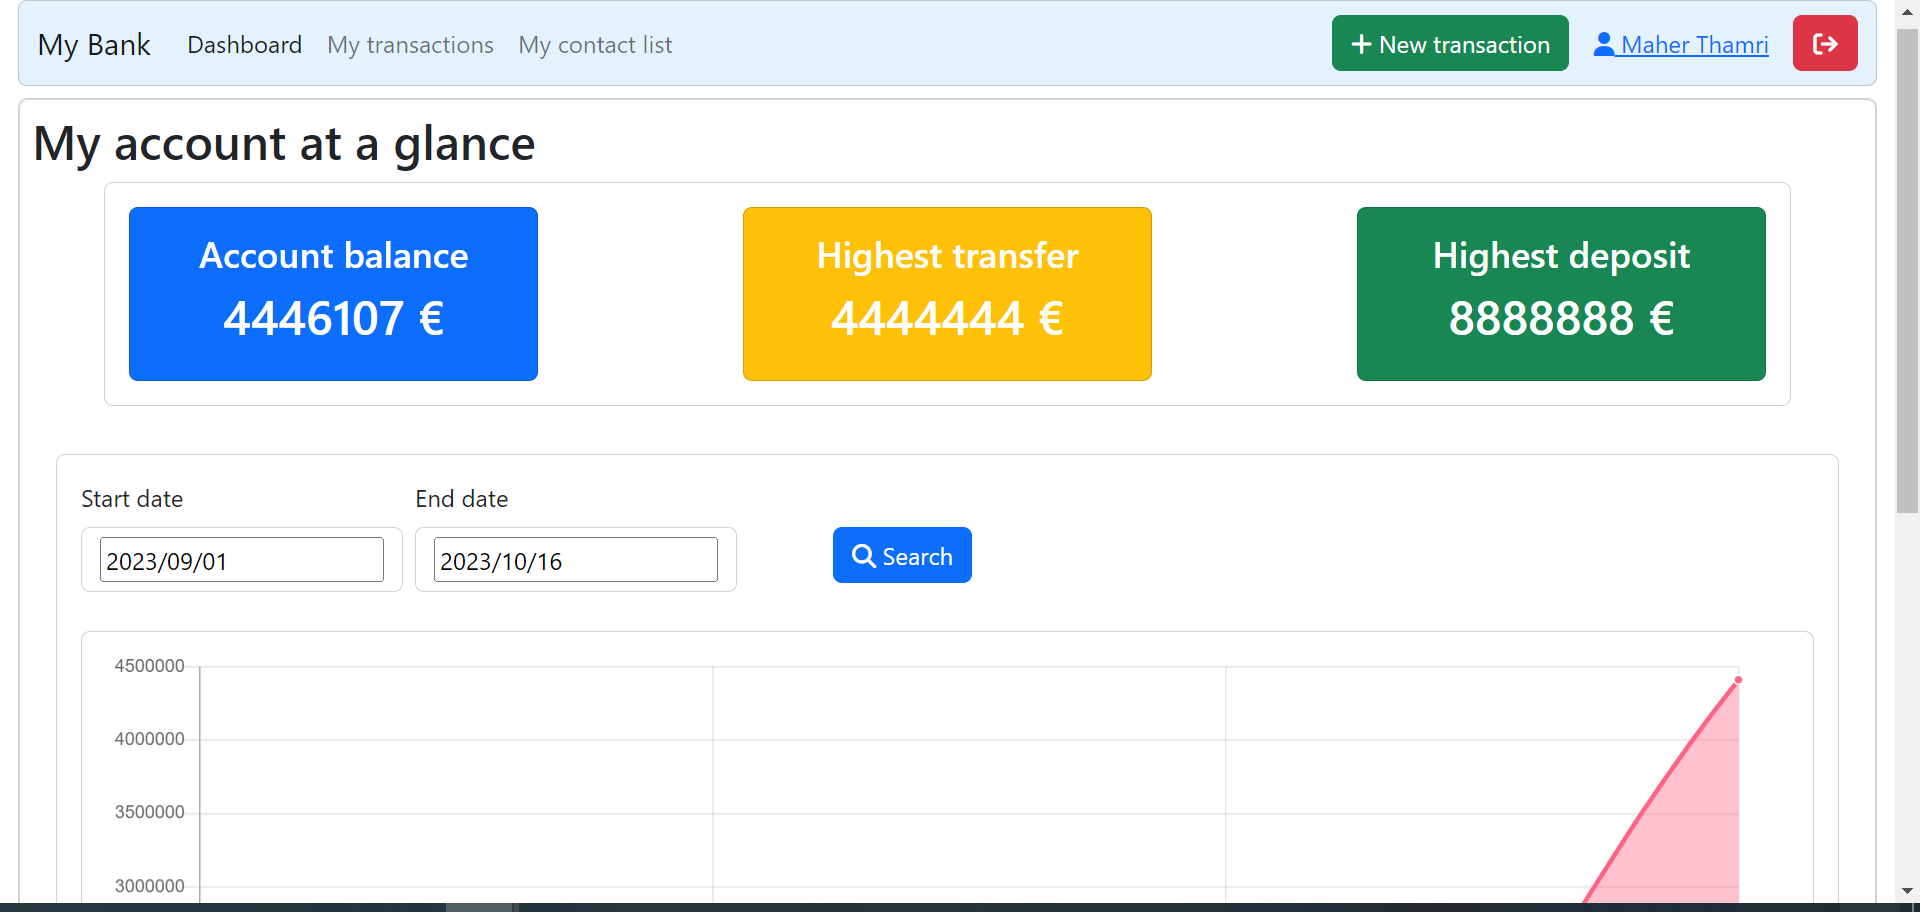 My Bank Dashboard My transactions My contact list New transaction Maher Thamri
My account at a glance
Account balance
4446107 €
Highest transfer
4444444 €
Highest deposit
8888888 €
Start date End date
2023/09/01 2023/10/16 Search
4500000
4000000
3500000
3000000